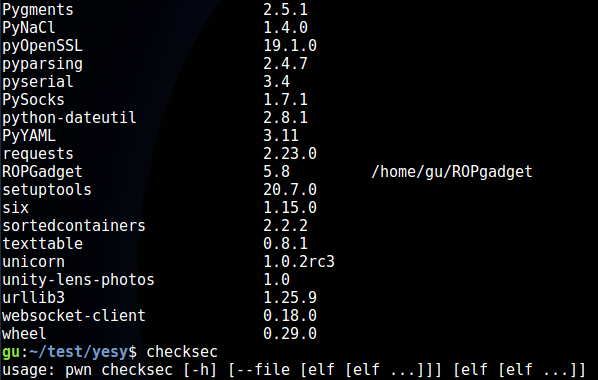 Pygments 2.5.1
PyNaCl 1.4.0
pyOpenSSL 19.1.0
pyparsing 2.4.7
pyserial 3.4
PySocks 1.7.1
python-dateutil 2.8.1
PyYAML 3.11
requests 2.23.0
ROPGadget 5.8 /home/gu/ROPgadget
setuptools 20.7.0
six 1.15.0
sortedcontainers 2.2.2
texttable 0.8.1
unicorn 1.0.2rc3
unity-lens-photos 1.0
urllib3 1.25.9
websocket-client 0.18.0
wheel 0.29.0
gu:~/test/yesy$ checksec
usage: pwn checksec [-h] [--file [elf [elf ...]]] [elf [elf ...]]